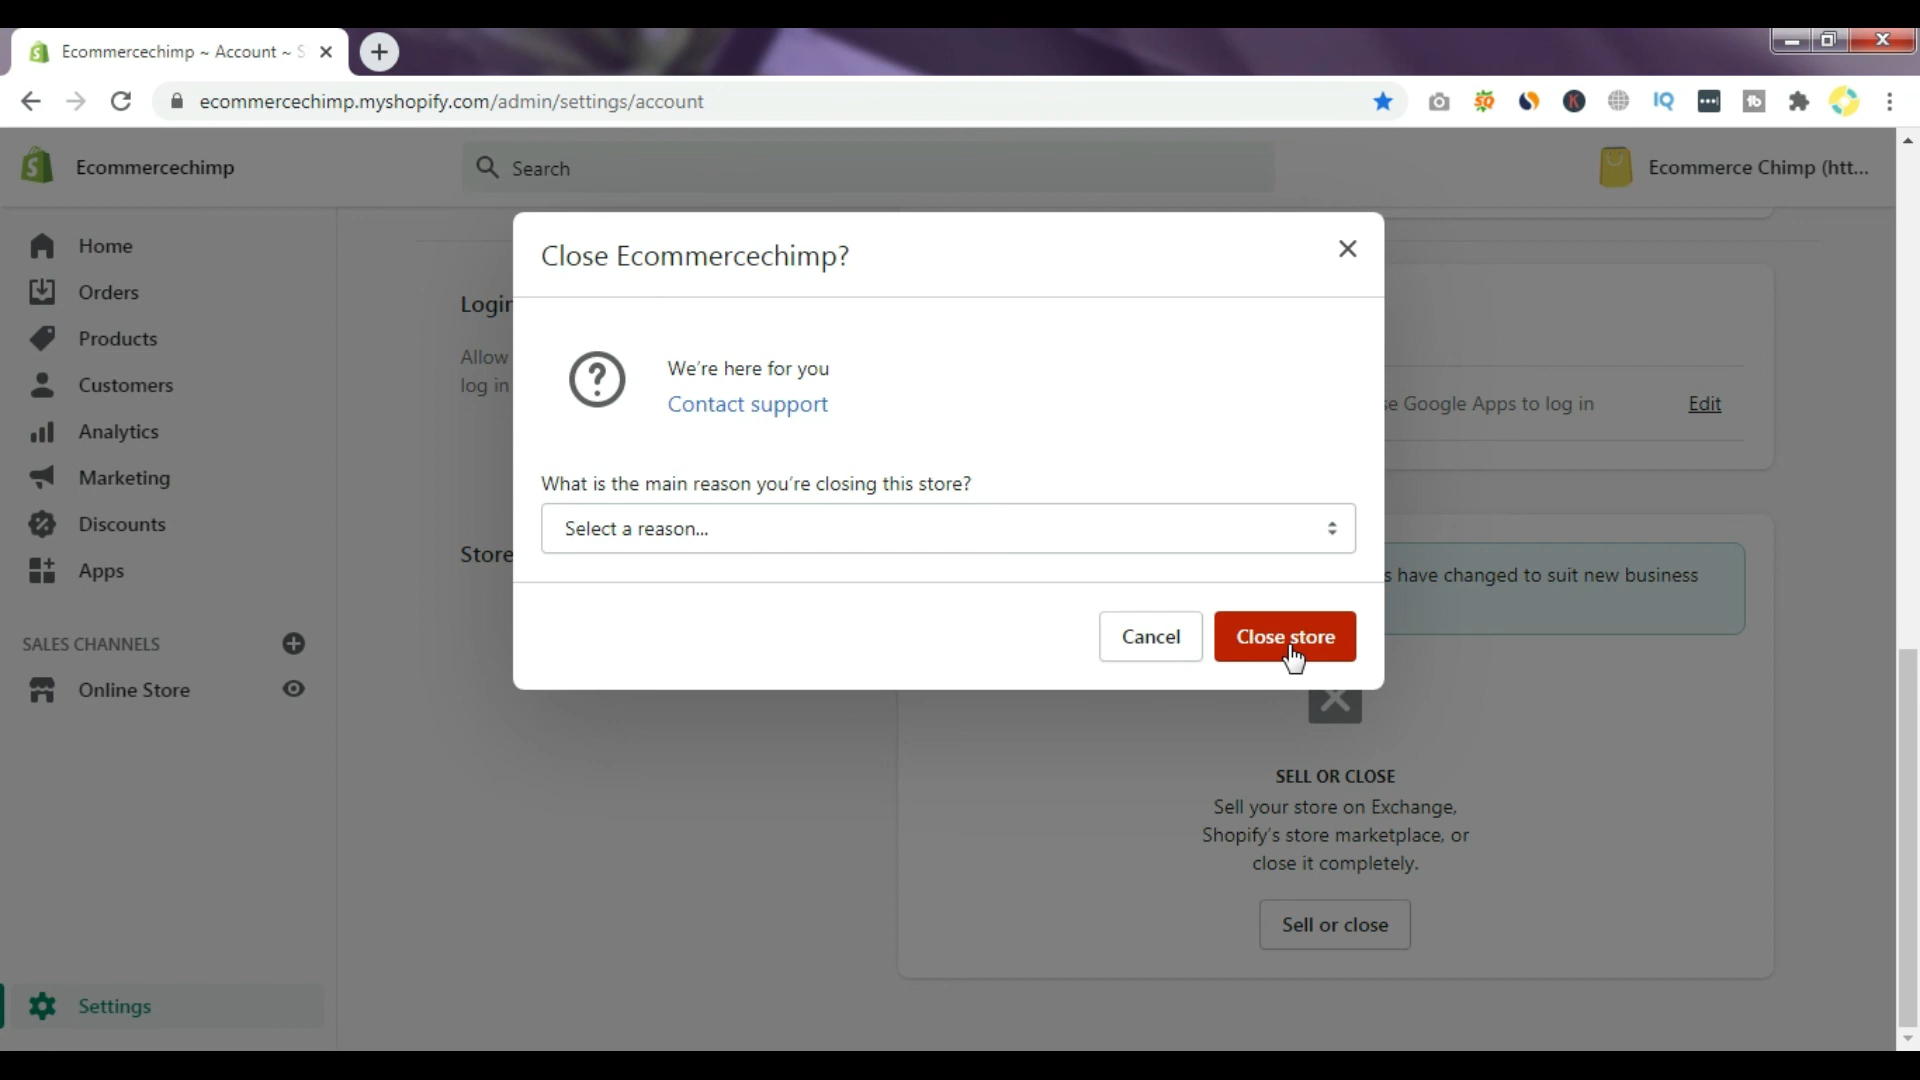 Ecommercechimp ~ Account ~ S
ecommercechimp.myshopify.com/admin/settings/account
Ecommercechimp
Search
Ecommerce Chimp (htt...
Home
Orders
Products
Customers
Analytics
Marketing
Discounts
Apps
SALES CHANNELS
Online Store
Settings
Login
Allow
log in
Store
Close Ecommercechimp?
We're here for you
Contact support
What is the main reason you're closing this store?
Select a reason...
Cancel
Close store
se Google Apps to log in
Edit
s have changed to suit new business
SELL OR CLOSE
Sell your store on Exchange,
Shopify's store marketplace, or
close it completely.
Sell or close